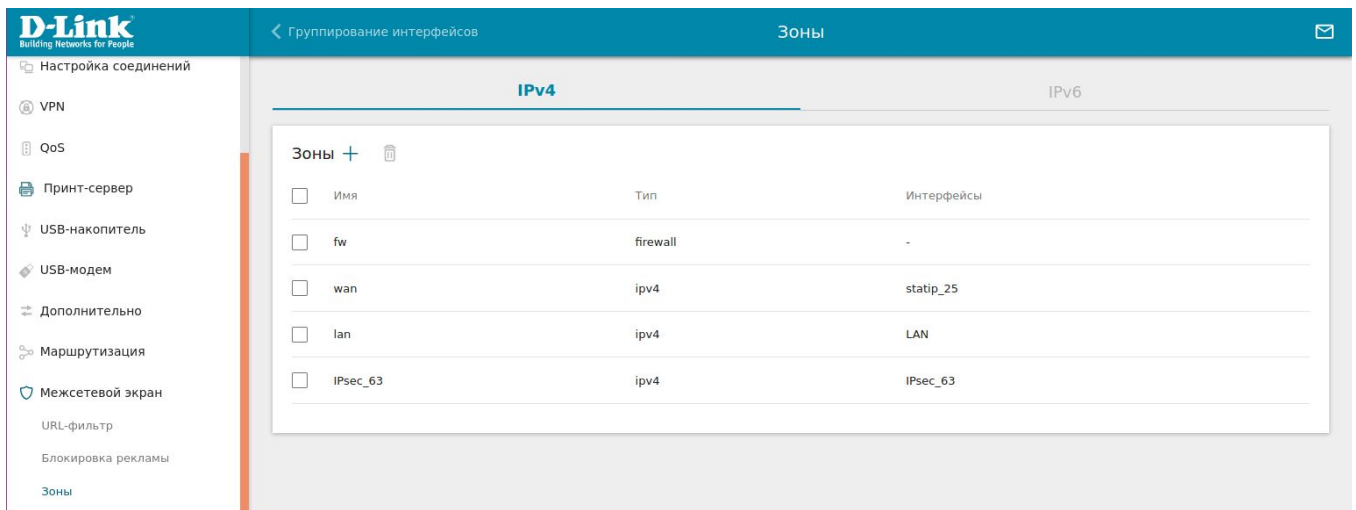 D-Link
Building Networks for People
Группирование интерфейсов
Зоны
Настройка соединений
VPN
QoS
Принт-сервер
USB-накопитель
USB-модем
Дополнительно
Маршрутизация
Межсетевой экран
URL-фильтр
Блокировка рекламы
Зоны
IPv4 IPv6
Зоны
Имя Тип Интерфейсы
fw firewall -
wan ipv4 statip_25
lan ipv4 LAN
IPsec_63 ipv4 IPsec_63